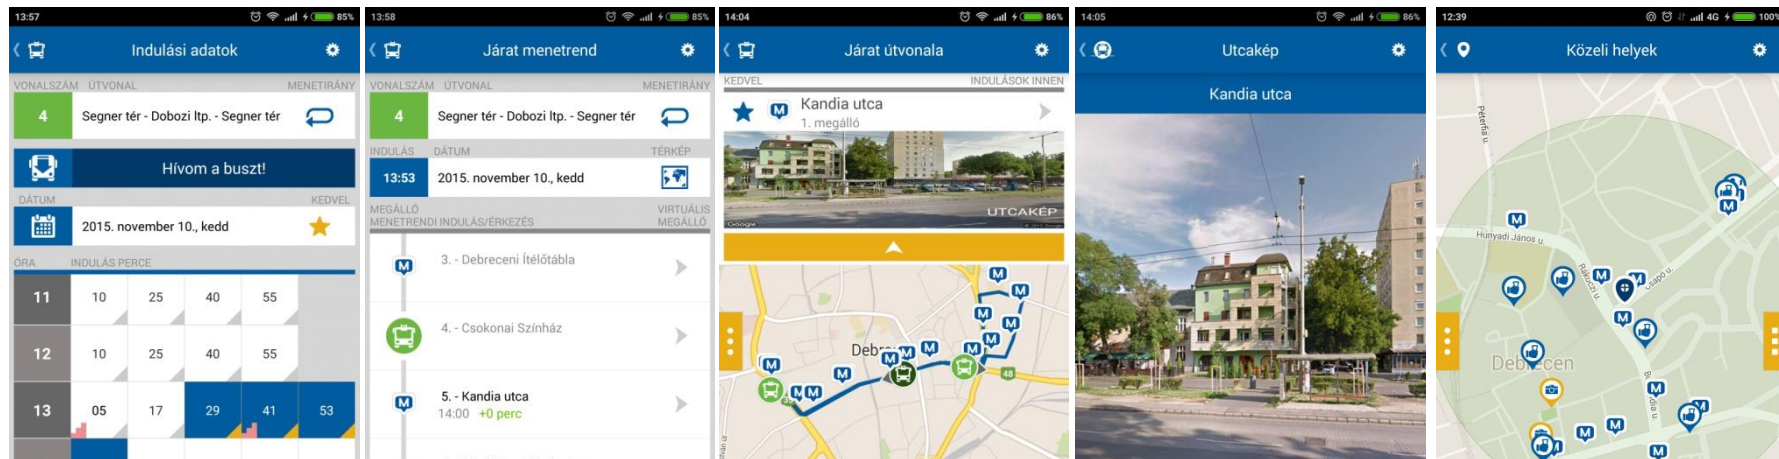 13:57
85%
Indulási adatok
VONALSZÁM ÚTVONAL MENETIRÁNY
4 Segner tér - Dobozi ltp. - Segner tér
Hívom a buszt!
DÁTUM KEDVEL
2015. november 10., kedd
ÓRA INDULÁS PERCE
11 10 25 40 55
12 10 25 40 55
13 05 17 29 41 53
13:58
85%
Járat menetrend
VONALSZÁM ÚTVONAL MENETIRÁNY
4 Segner tér - Dobozi ltp. - Segner tér
INDULÁS DÁTUM TÉRKÉP
13:53 2015. november 10., kedd
MEGÁLLÓ VIRTUÁLIS
MENETRENDI INDULÁS/ÉRKEZÉS MEGÁLLÓ
M 3. - Debreceni Ítélőtábla
4. - Csokonai Színház
M 5. - Kandia utca
14:00 +0 perc
14:04
86%
Járat útvonala
KEDVEL INDULÁSOK INNEN
M Kandia utca
1. megálló
UTCAKÉP
Google
M
M
M
M
M
M
M
M
M
M
M
48
M
M
14:05
86%
Utcakép
Kandia utca
12:39
4G 100%
Közeli helyek
Péterfia u.
M
M
Hunyadi János u.
M
M
Rákóczi u.
Csapó u.
M
Debrecen
M
M
M
M
M